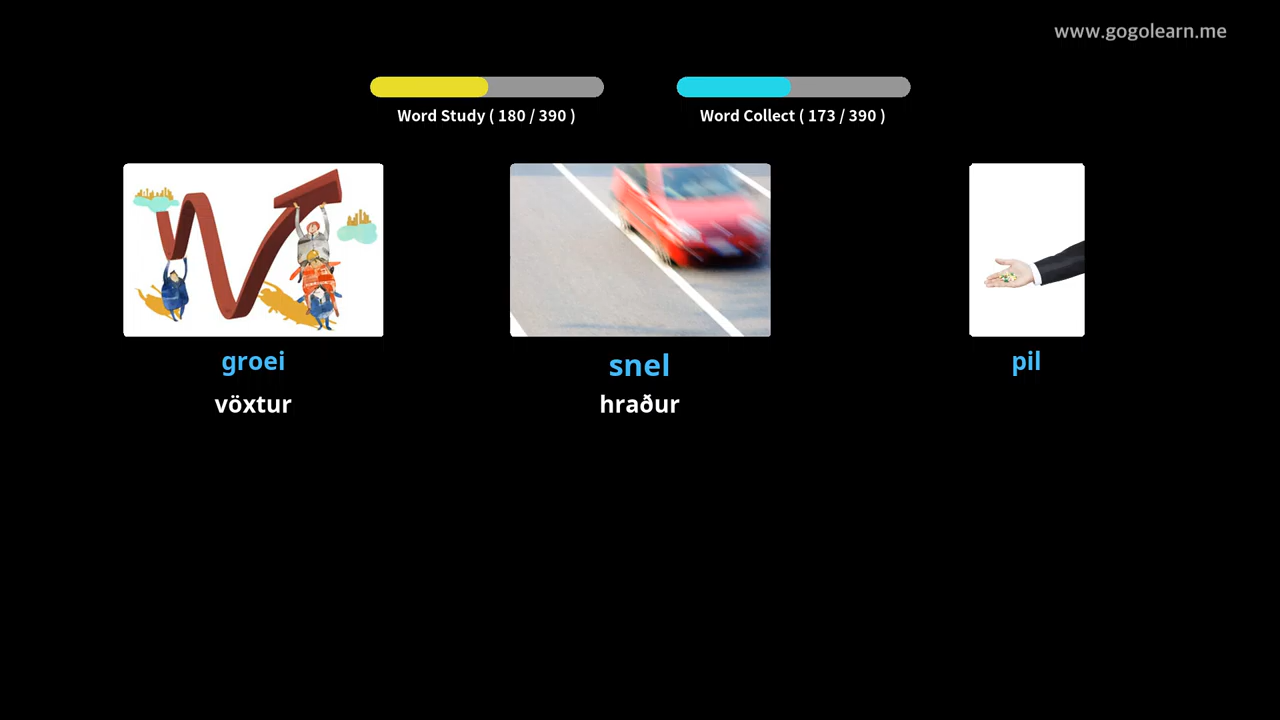 www.gogolearn.me
Word Study ( 180 / 390 )
Word Collect ( 173 / 390 )
groei
vöxtur
snel
hraður
pil